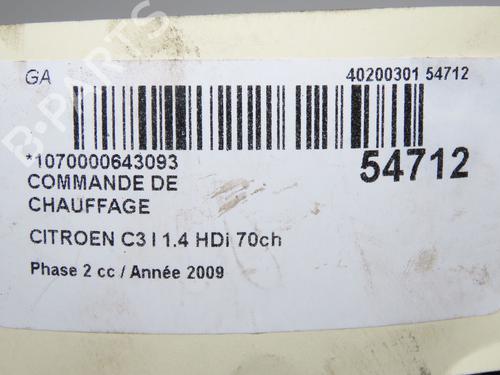 GA
40200301 54712
*1070000643093
54712
COMMANDE DE
CHAUFFAGE
CITROEN C3 I 1.4 HDi 70ch
Phase 2 cc / Année 2009
B-PARTS